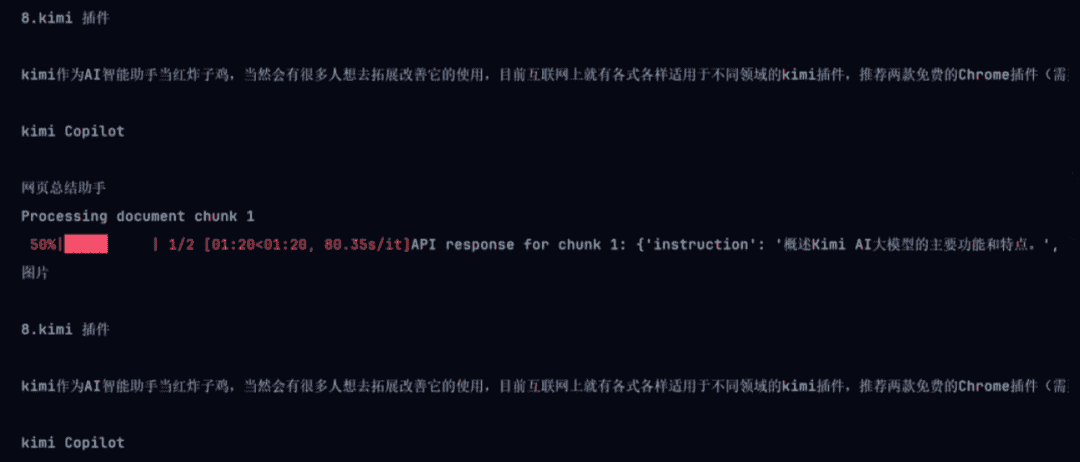 8.kimi 插件
kimi作为AI智能助手当红炸子鸡，当然会有很多人想去拓展改善它的使用，目前互联网上就有各式各样适用于不同领域的kimi插件，推荐两款免费的Chrome插件（需
kimi Copilot
网页总结助手
Processing document chunk 1
50%|█████     | 1/2 [01:20<01:20, 80.35s/it]API response for chunk 1: {'instruction': '概述Kimi AI大模型的主要功能和特点。',
图片
8.kimi 插件
kimi作为AI智能助手当红炸子鸡，当然会有很多人想去拓展改善它的使用，目前互联网上就有各式各样适用于不同领域的kimi插件，推荐两款免费的Chrome插件（需
kimi Copilot